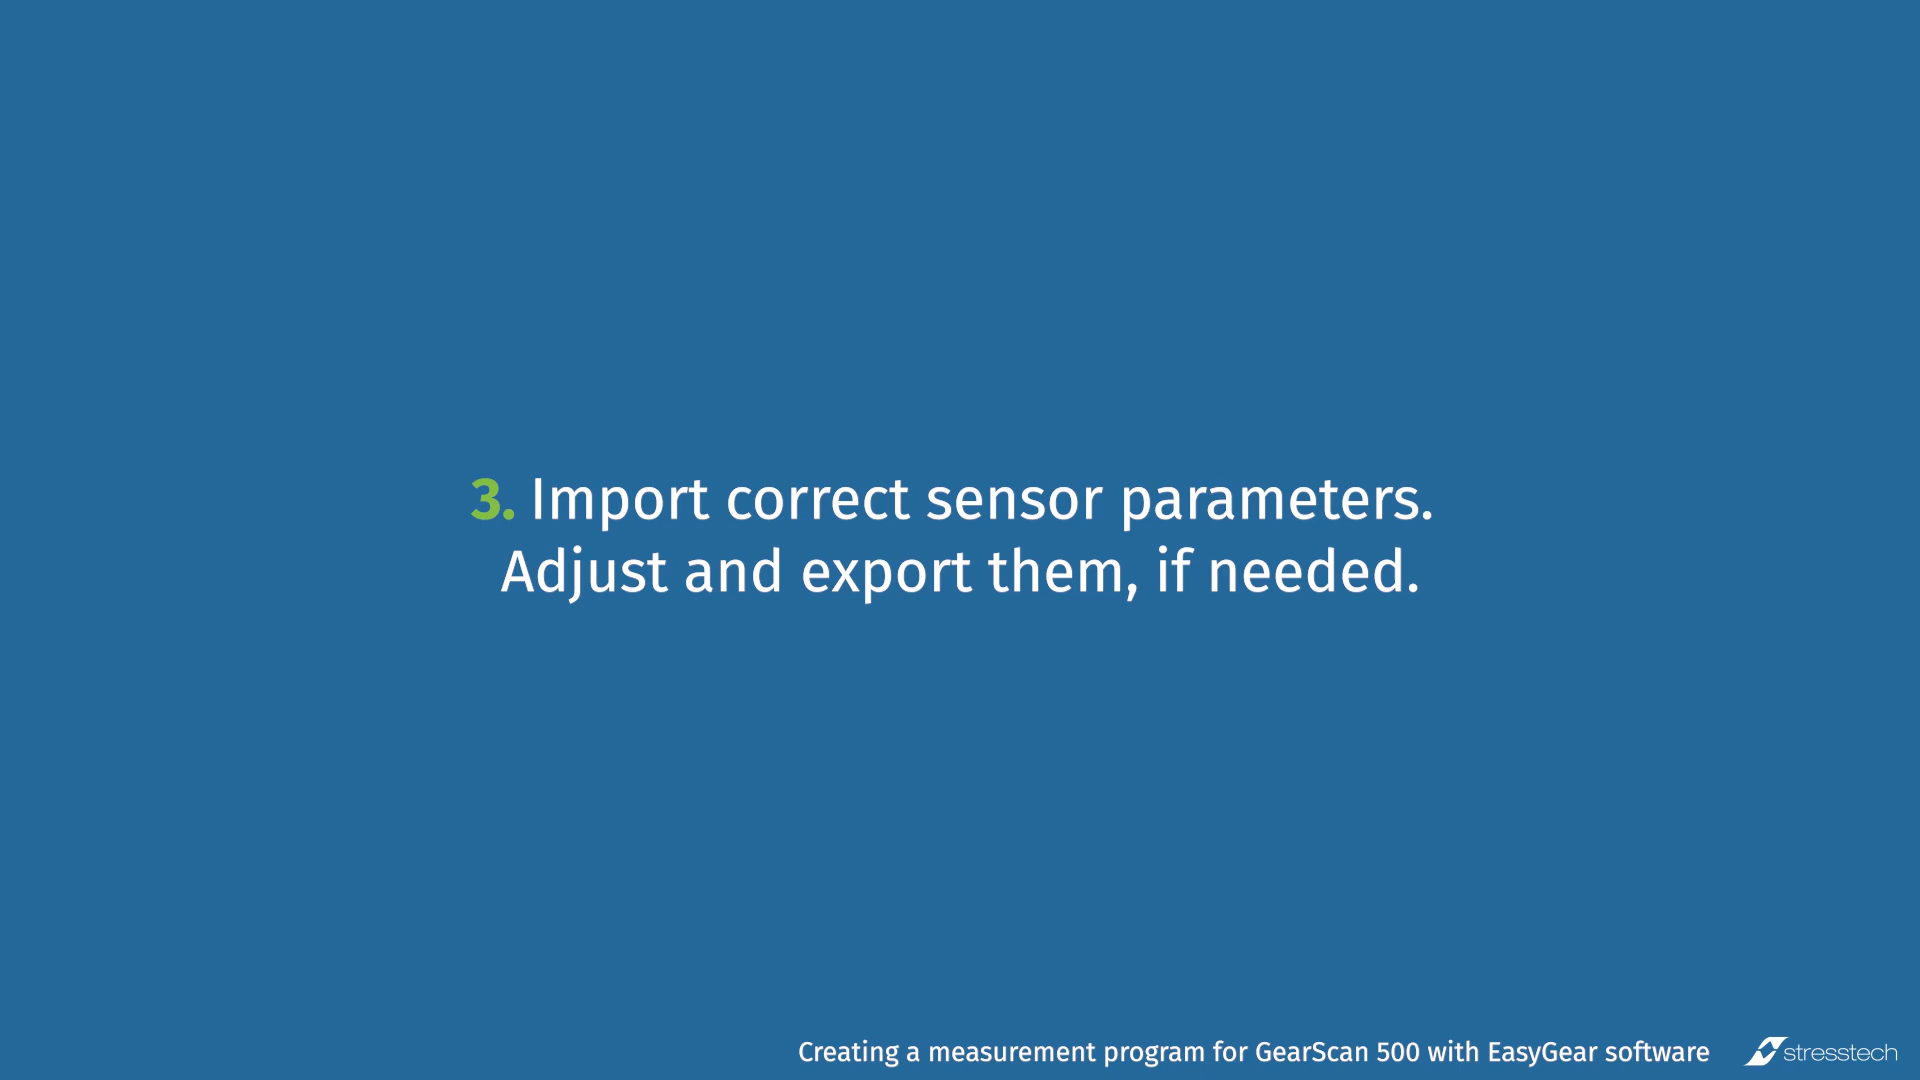 3. Import correct sensor parameters.
Adjust and export them, if needed.
Creating a measurement program for GearScan 500 with EasyGear software
stresstech